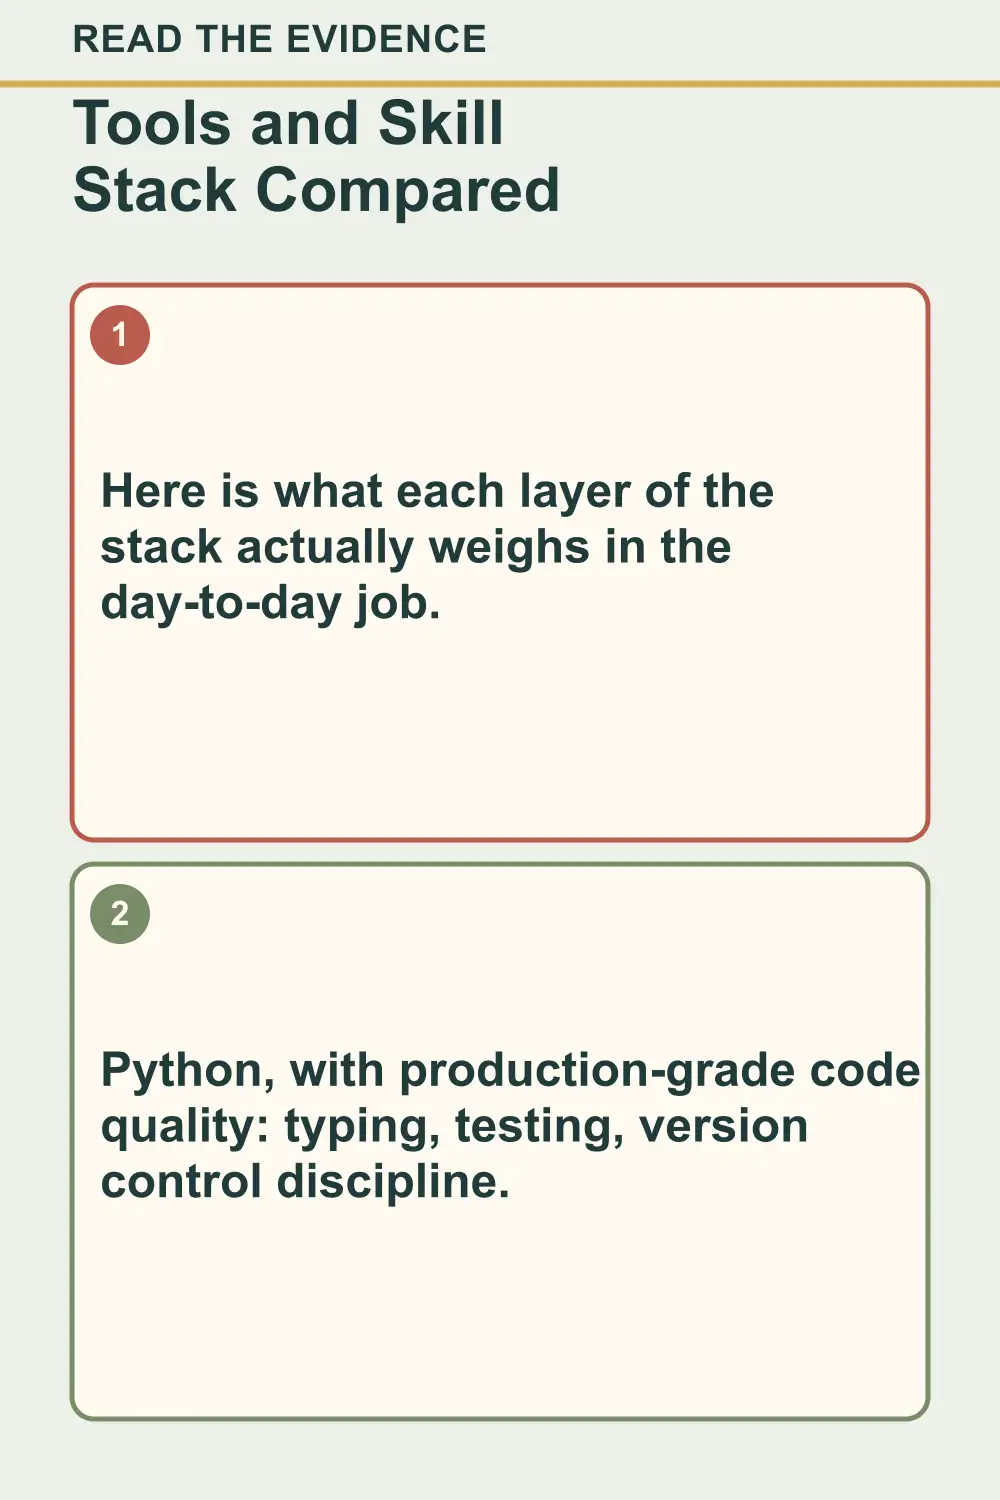 READ THE EVIDENCE
Tools and Skill
Stack Compared
1
Here is what each layer of the
stack actually weighs in the
day-to-day job.
2
Python, with production-grade code
quality: typing, testing, version
control discipline.